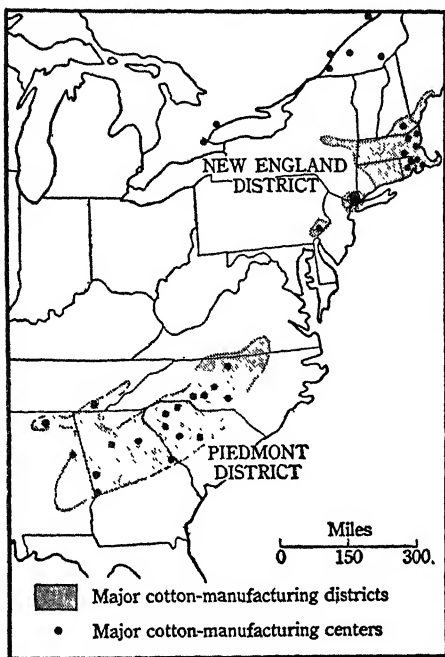 NEW ENGLAND
DISTRICT
PIEDMONT
DISTRICT
Miles
0 150 300.
Major cotton-manufacturing districts
Major cotton-manufacturing centers